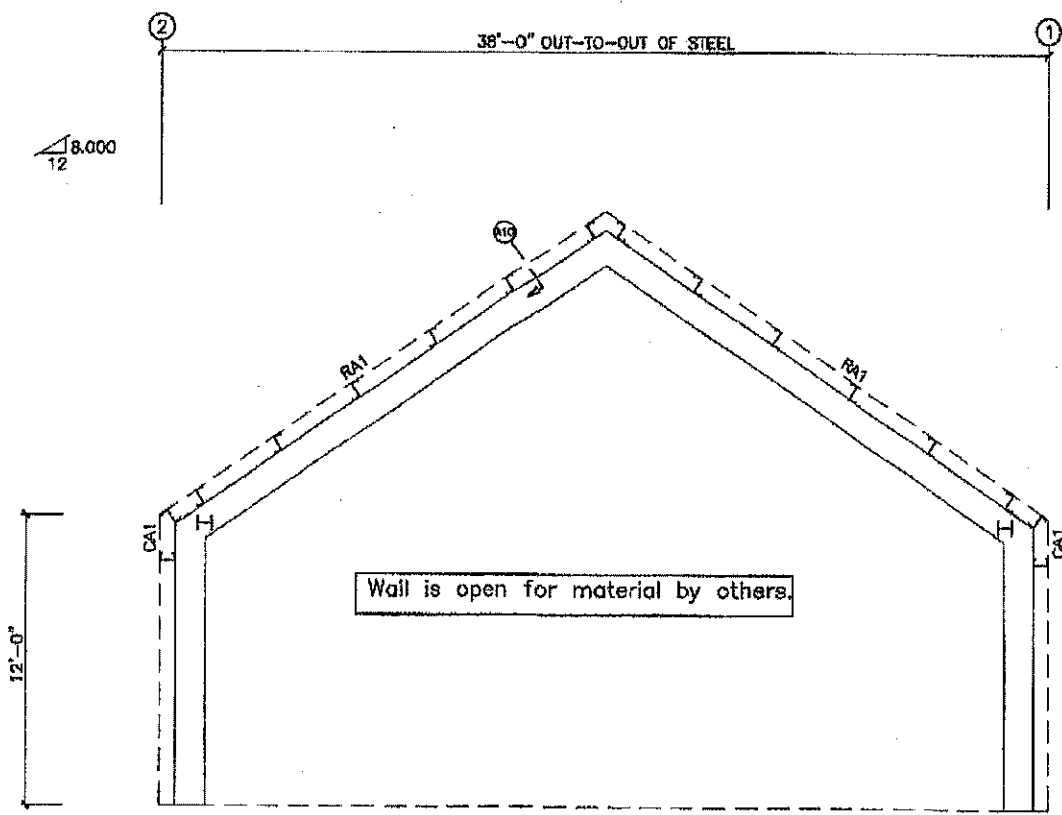 2
1
38'-0" OUT-TO-OUT OF STEEL
8.000
12
RA1
RA1
CA1
CA1
Wall is open for material by others.
12'-0"